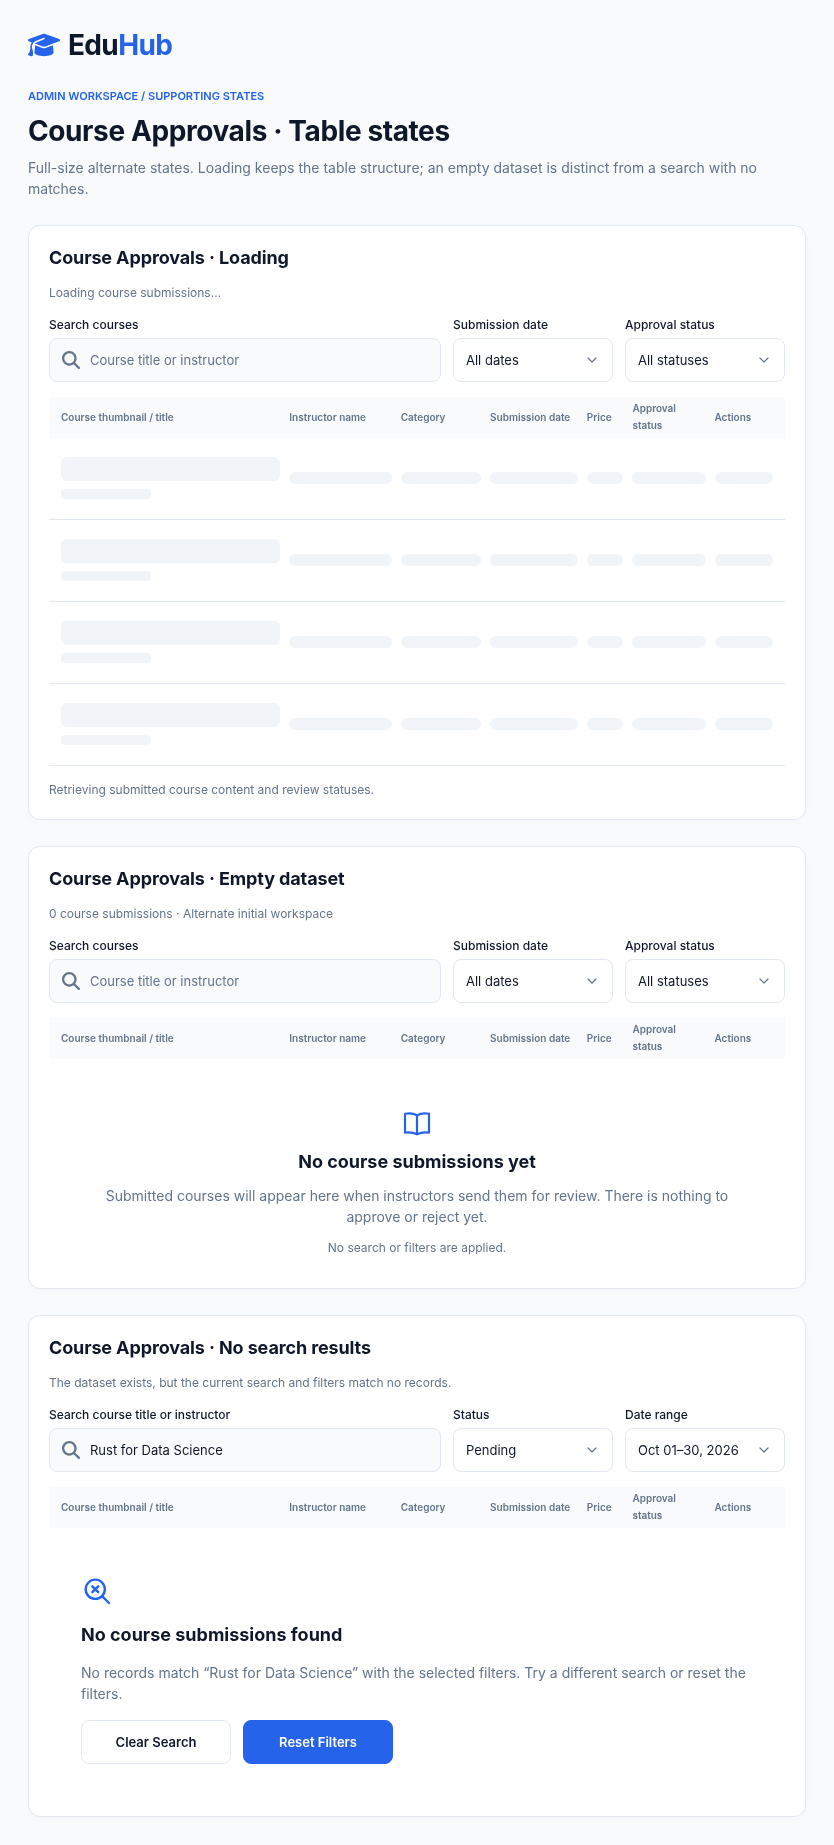 EduHub
ADMIN WORKSPACE / SUPPORTING STATES
Course Approvals · Table states
Full-size alternate states. Loading keeps the table structure; an empty dataset is distinct from a search with no
matches.
Course Approvals · Loading
Loading course submissions...
Search courses
Submission date
Approval status
Course title or instructor
All dates
All statuses
Course thumbnail / title
Instructor name
Category
Submission date
Price
Approval
status
Actions
Retrieving submitted course content and review statuses.
Course Approvals · Empty dataset
0 course submissions · Alternate initial workspace
Search courses
Submission date
Approval status
Course title or instructor
All dates
All statuses
Course thumbnail / title
Instructor name
Category
Submission date
Price
Approval
status
Actions
No course submissions yet
Submitted courses will appear here when instructors send them for review. There is nothing to
approve or reject yet.
No search or filters are applied.
Course Approvals · No search results
The dataset exists, but the current search and filters match no records.
Search course title or instructor
Status
Date range
Rust for Data Science
Pending
Oct 01–30, 2026
Course thumbnail / title
Instructor name
Category
Submission date
Price
Approval
status
Actions
No course submissions found
No records match “Rust for Data Science” with the selected filters. Try a different search or reset the
filters.
Clear Search
Reset Filters